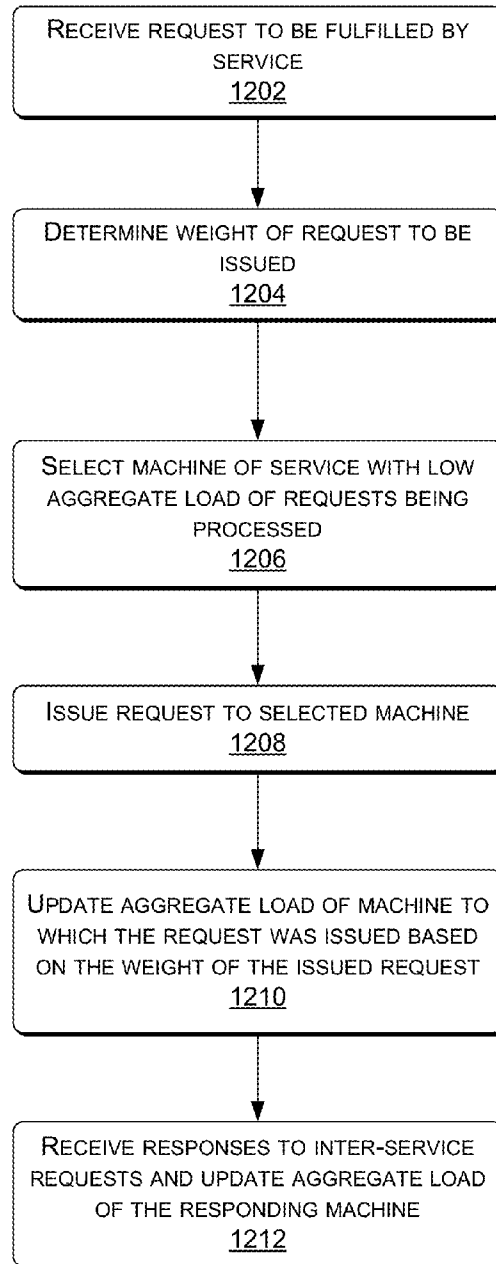 RECEIVE REQUEST TO BE FULFILLED BY
SERVICE
1202
DETERMINE WEIGHT OF REQUEST TO BE
ISSUED
1204
SELECT MACHINE OF SERVICE WITH LOW
AGGREGATE LOAD OF REQUESTS BEING
PROCESSED
1206
ISSUE REQUEST TO SELECTED MACHINE
1208
UPDATE AGGREGATE LOAD OF MACHINE TO
WHICH THE REQUEST WAS ISSUED BASED
ON THE WEIGHT OF THE ISSUED REQUEST
1210
RECEIVE RESPONSES TO INTER-SERVICE
REQUESTS AND UPDATE AGGREGATE LOAD
OF THE RESPONDING MACHINE
1212